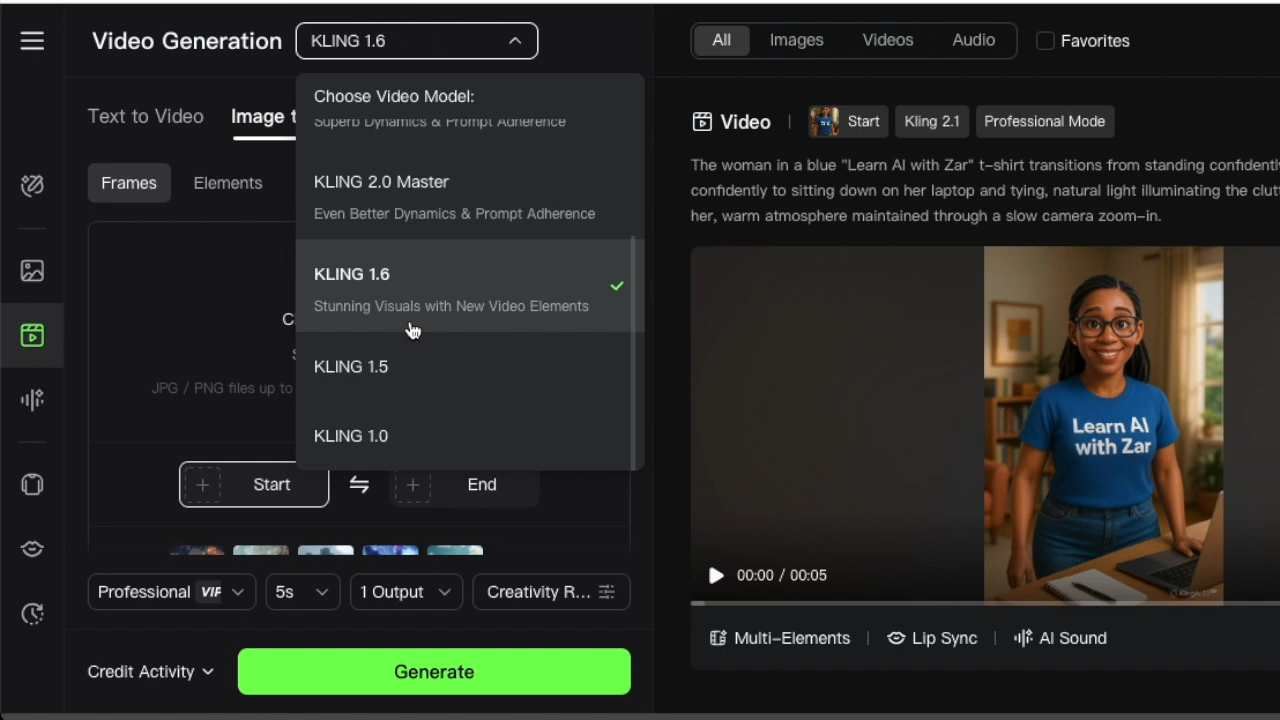 Video Generation
KLING 1.6
Choose Video Model:
Superb Dynamics & Prompt Adherence
KLING 2.0 Master
Even Better Dynamics & Prompt Adherence
KLING 1.6
Stunning Visuals with New Video Elements
KLING 1.5
KLING 1.0
Text to Video
Image t
Frames
Elements
C
S
JPG / PNG files up to
Start
End
Professional VIP
5s
1 Output
Creativity R...
Credit Activity
Generate
All
Images
Videos
Audio
Favorites
Video
Start
Kling 2.1
Professional Mode
The woman in a blue "Learn AI with Zar" t-shirt transitions from standing confidentl
confidently to sitting down on her laptop and tying, natural light illuminating the clut
her, warm atmosphere maintained through a slow camera zoom-in.
Learn AI
with Zar
00:00 / 00:05
Multi-Elements
Lip Sync
AI Sound